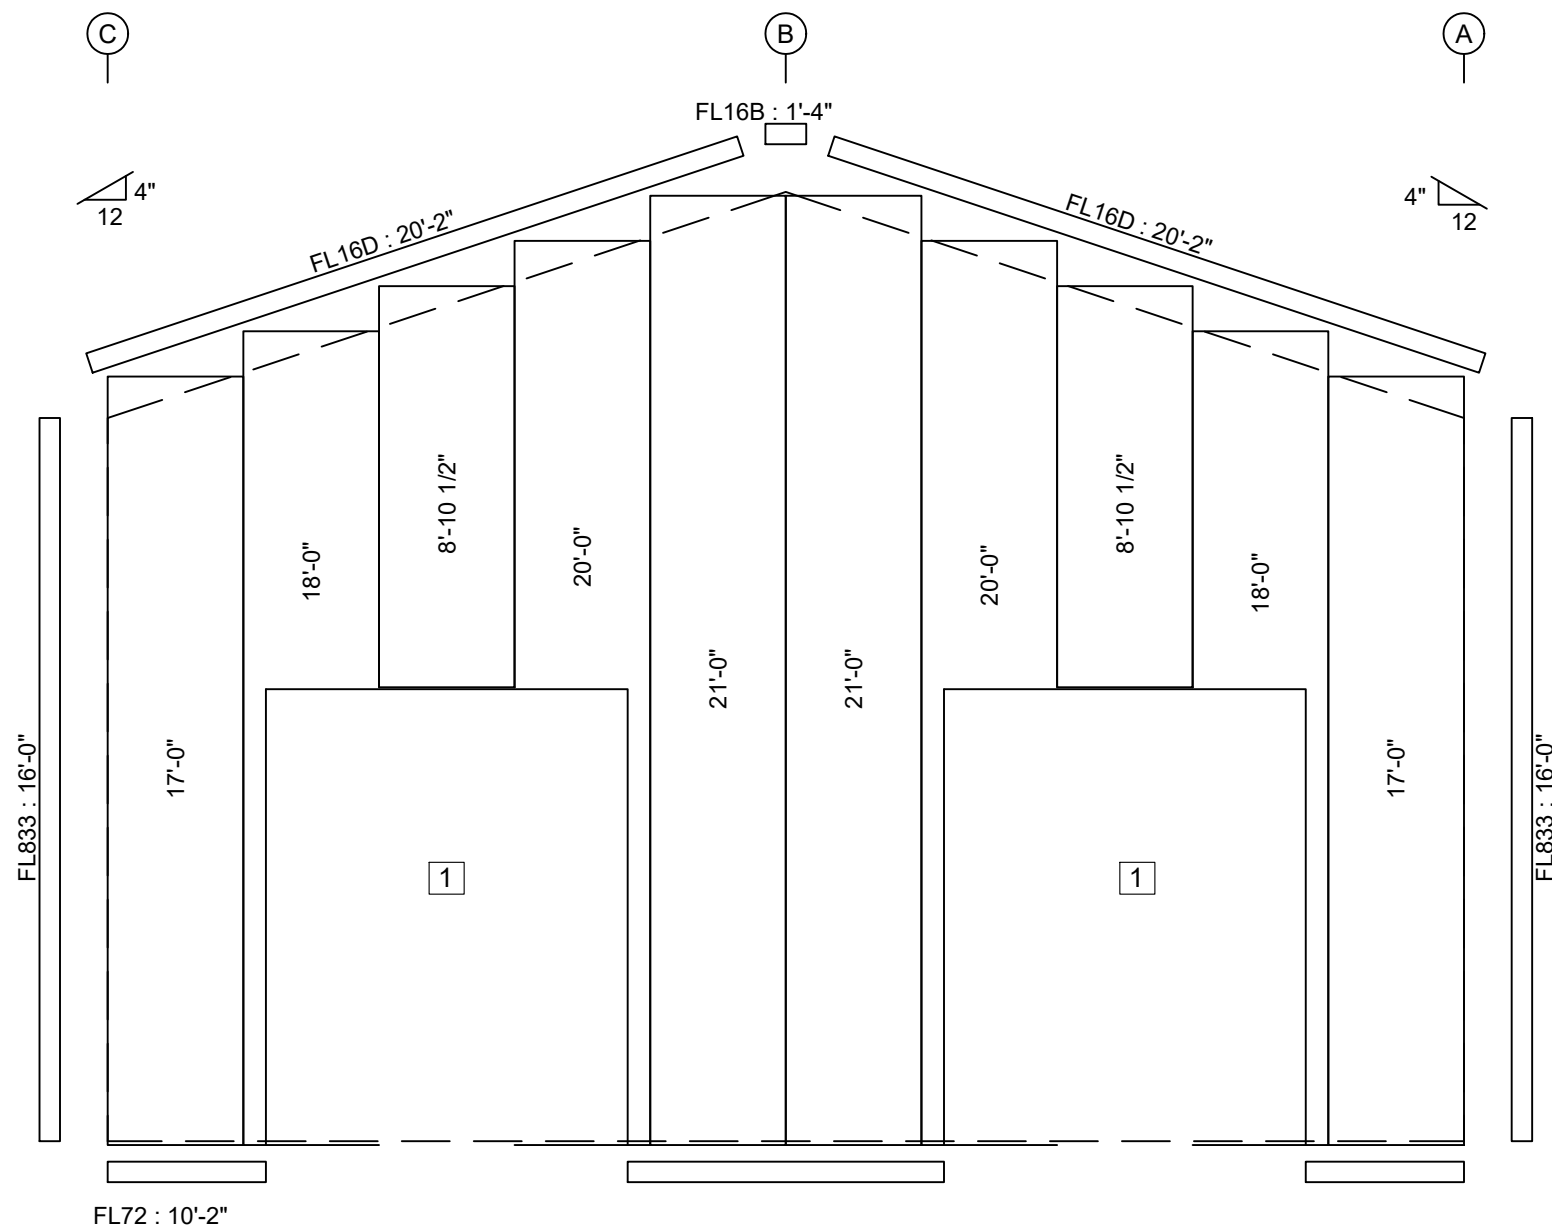 C
B
A
FL16B : 1'-4"
4"
12
FL16D : 20'-2"
FL16D : 20'-2"
4"
12
8'-10 1/2"
8'-10 1/2"
18'-0"
20'-0"
20'-0"
18'-0"
21'-0"
21'-0"
17'-0"
17'-0"
FL833 : 16'-0"
FL833 : 16'-0"
1
1
FL72 : 10'-2"